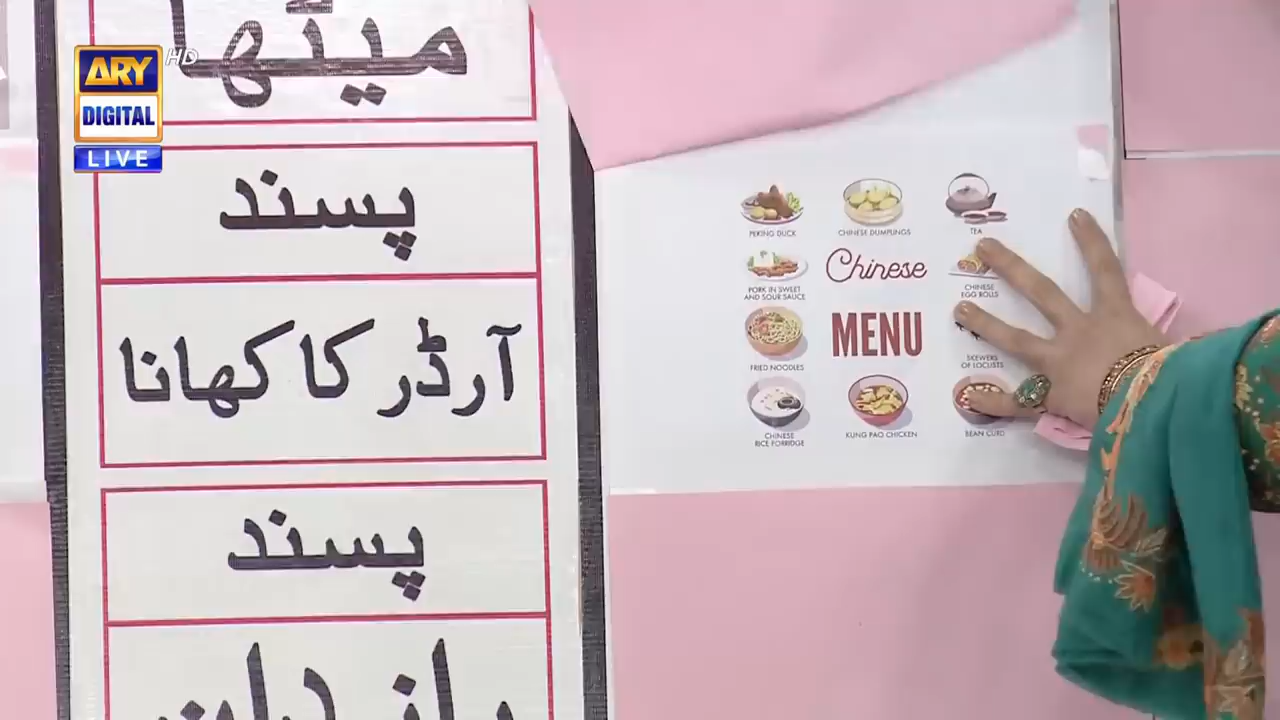 ARY
DIGITAL
LIVE
HD
میٹھا
پسند
آرڈر کا کھانا
پسند
PEKING DUCK
CHINESE DUMPLINGS
TEA
PORK IN SWEET
AND SOUR SAUCE
Chinese
CHINESE
EGG ROLLS
MENU
FRIED NOODLES
SKEWERS
OF LOCUSTS
CHINESE
RICE PORRIDGE
KUNG PAO CHICKEN
BEAN CURD